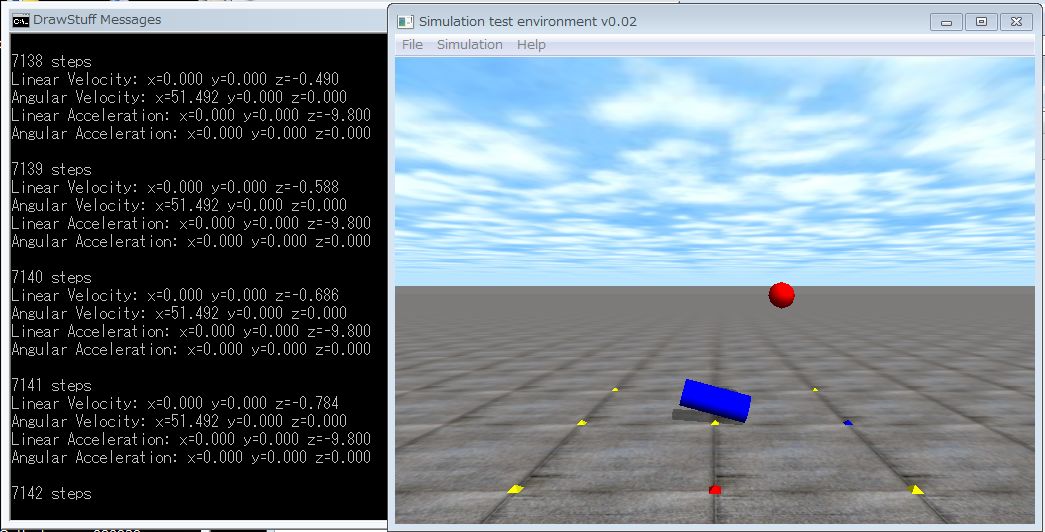 DrawStuff Messages
7138 steps
Linear Velocity: x=0.000 y=0.000 z=-0.490
Angular Velocity: x=51.492 y=0.000 z=0.000
Linear Acceleration: x=0.000 y=0.000 z=-9.800
Angular Acceleration: x=0.000 y=0.000 z=0.000
7139 steps
Linear Velocity: x=0.000 y=0.000 z=-0.588
Angular Velocity: x=51.492 y=0.000 z=0.000
Linear Acceleration: x=0.000 y=0.000 z=-9.800
Angular Acceleration: x=0.000 y=0.000 z=0.000
7140 steps
Linear Velocity: x=0.000 y=0.000 z=-0.686
Angular Velocity: x=51.492 y=0.000 z=0.000
Linear Acceleration: x=0.000 y=0.000 z=-9.800
Angular Acceleration: x=0.000 y=0.000 z=0.000
7141 steps
Linear Velocity: x=0.000 y=0.000 z=-0.784
Angular Velocity: x=51.492 y=0.000 z=0.000
Linear Acceleration: x=0.000 y=0.000 z=-9.800
Angular Acceleration: x=0.000 y=0.000 z=0.000
7142 steps
Simulation test environment v0.02
File Simulation Help